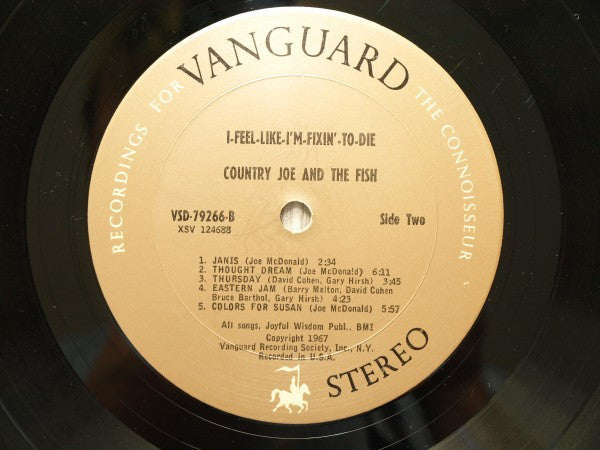 RECORDINGS FOR VANGUARD THE CONNOISSEUR
I-FEEL-LIKE-I'M-FIXIN'-TO-DIE
COUNTRY JOE AND THE FISH
VSD-79266-B Side Two
XSV 124688
1. JANIS (Joe McDonald) 2:34
2. THOUGHT DREAM (Joe McDonald) 6:11
3. THURSDAY (David Cohen, Gary Hirsh) 3:45
4. EASTERN JAM (Barry Melton, David Cohen
Bruce Barthol, Gary Hirsh) 4:23
5. COLORS FOR SUSAN (Joe McDonald) 5:57
All songs, Joyful Wisdom Publ., BMI
Copyright 1967
Vanguard Recording Society, Inc., N.Y.
Recorded in U.S.A.
STEREO